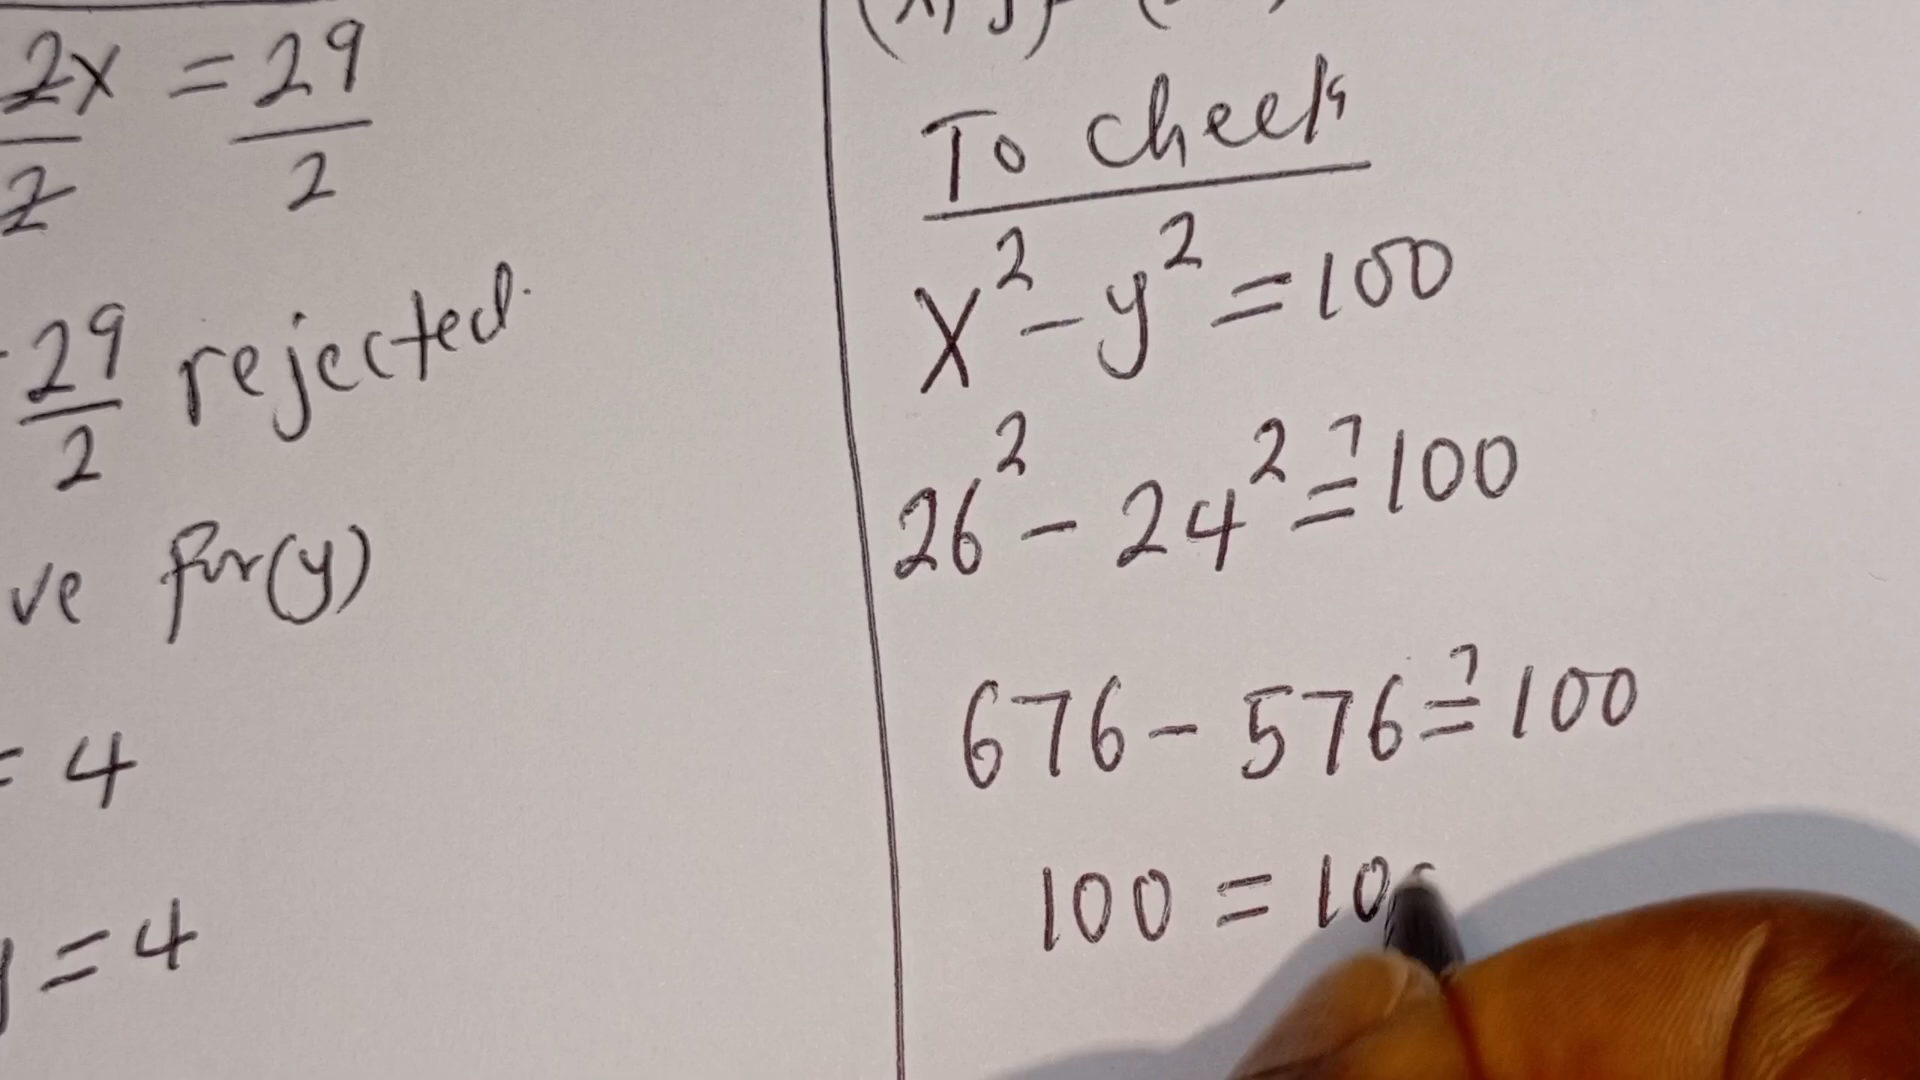 2x = 29
2 2
29 rejected.
2
ve for(y)
= 4
= 4
To check
x² - y² = 100
26² - 24² ?= 100
676 - 576 ?= 100
100 = 10